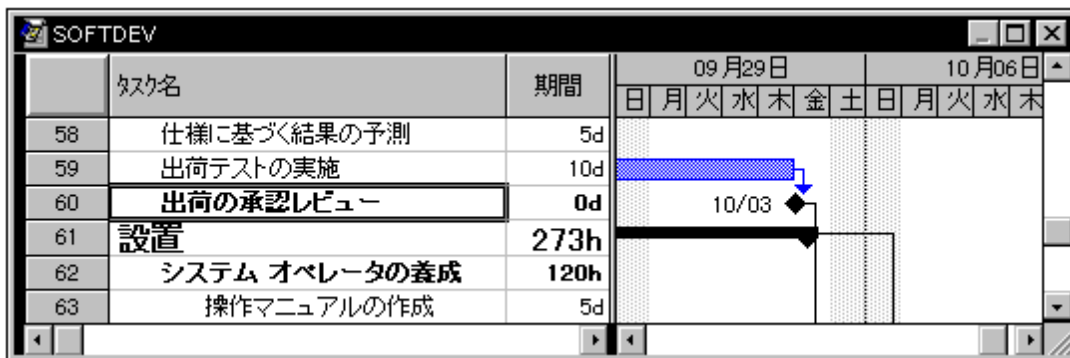 SOFTDEV
タスク名 期間 09月29日 10月06日
日 月 火 水 木 金 土 日 月 火 水 木
58 仕様に基づく結果の予測 5d
59 出荷テストの実施 10d
60 出荷の承認レビュー 0d 10/03
61 設置 273h
62 システム オペレータの養成 120h
63 操作マニュアルの作成 5d